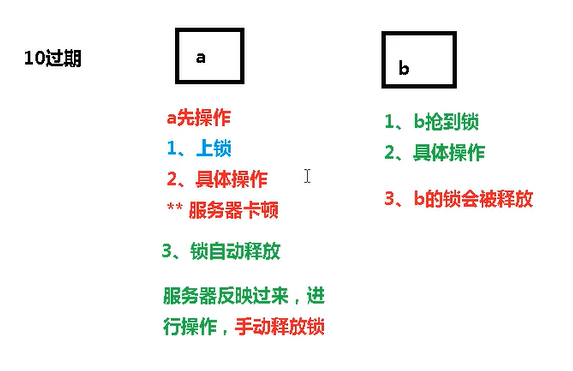 10过期
a
a先操作
1、上锁
2、具体操作
** 服务器卡顿
3、锁自动释放
服务器反映过来，进
行操作，手动释放锁
b
1、b抢到锁
2、具体操作
3、b的锁会被释放